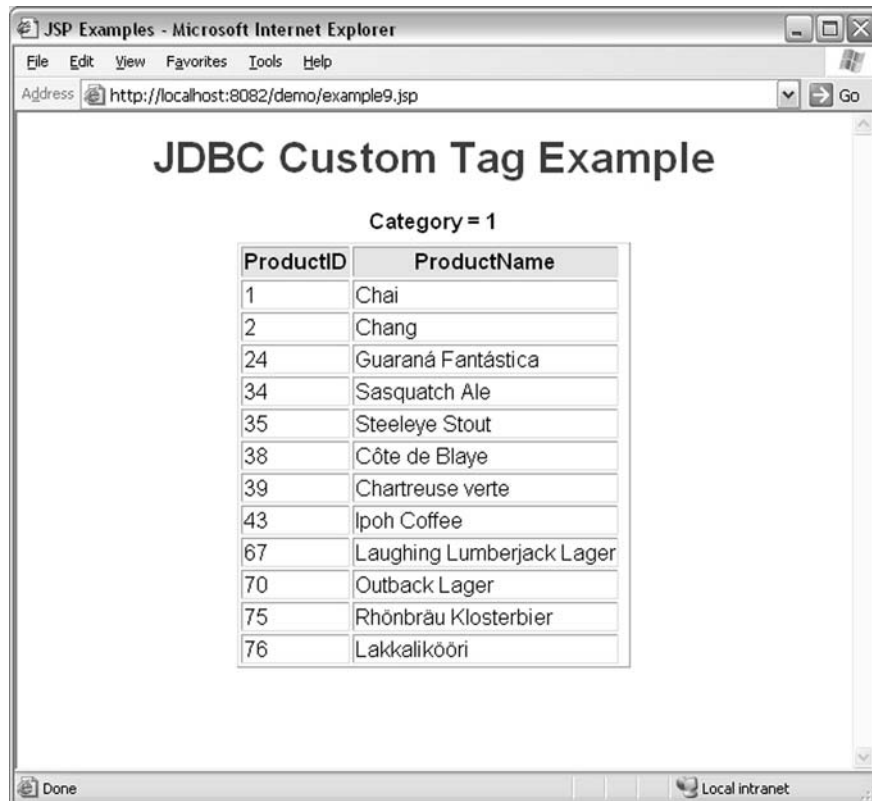 JSP Examples - Microsoft Internet Explorer
File Edit View Favorites Tools Help
Address http://localhost:8082/demo/example9.jsp Go
JDBC Custom Tag Example
Category = 1
ProductID ProductName
1 Chai
2 Chang
24 Guaraná Fantástica
34 Sasquatch Ale
35 Steeleye Stout
38 Côte de Blaye
39 Chartreuse verte
43 Ipoh Coffee
67 Laughing Lumberjack Lager
70 Outback Lager
75 Rhönbräu Klosterbier
76 Lakkalikööri
Done Local intranet